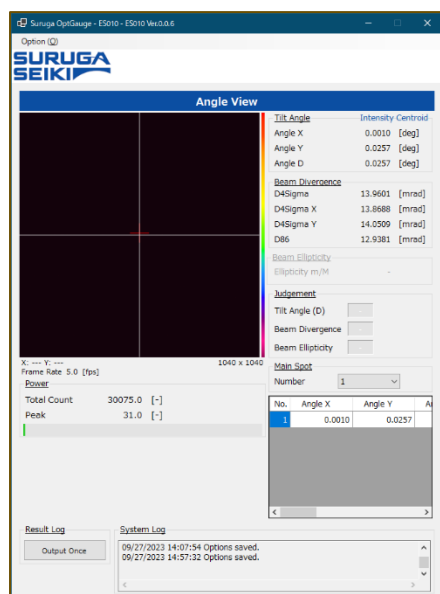 Suruga OptGauge - ES010 - ES010 Ver.0.0.6
Option (O)
SURUGA
SEIKI
Angle View
Tilt Angle Intensity Centroid
Angle X 0.0010 [deg]
Angle Y 0.0257 [deg]
Angle D 0.0257 [deg]
Beam Divergence
D4Sigma 13.9601 [mrad]
D4Sigma X 13.8688 [mrad]
D4Sigma Y 14.0509 [mrad]
D86 12.9381 [mrad]
Beam Ellipticity
Ellipticity m/M -
Judgement
Tilt Angle (D) -
Beam Divergence -
Beam Ellipticity -
X: --- Y: --- 1040 x 1040
Frame Rate 5.0 [fps]
Power
Total Count 30075.0 [-]
Peak 31.0 [-]
Main Spot
Number 1
No. Angle X Angle Y
1 0.0010 0.0257
Result Log
Output Once
System Log
09/27/2023 14:07:54 Options saved.
09/27/2023 14:57:32 Options saved.